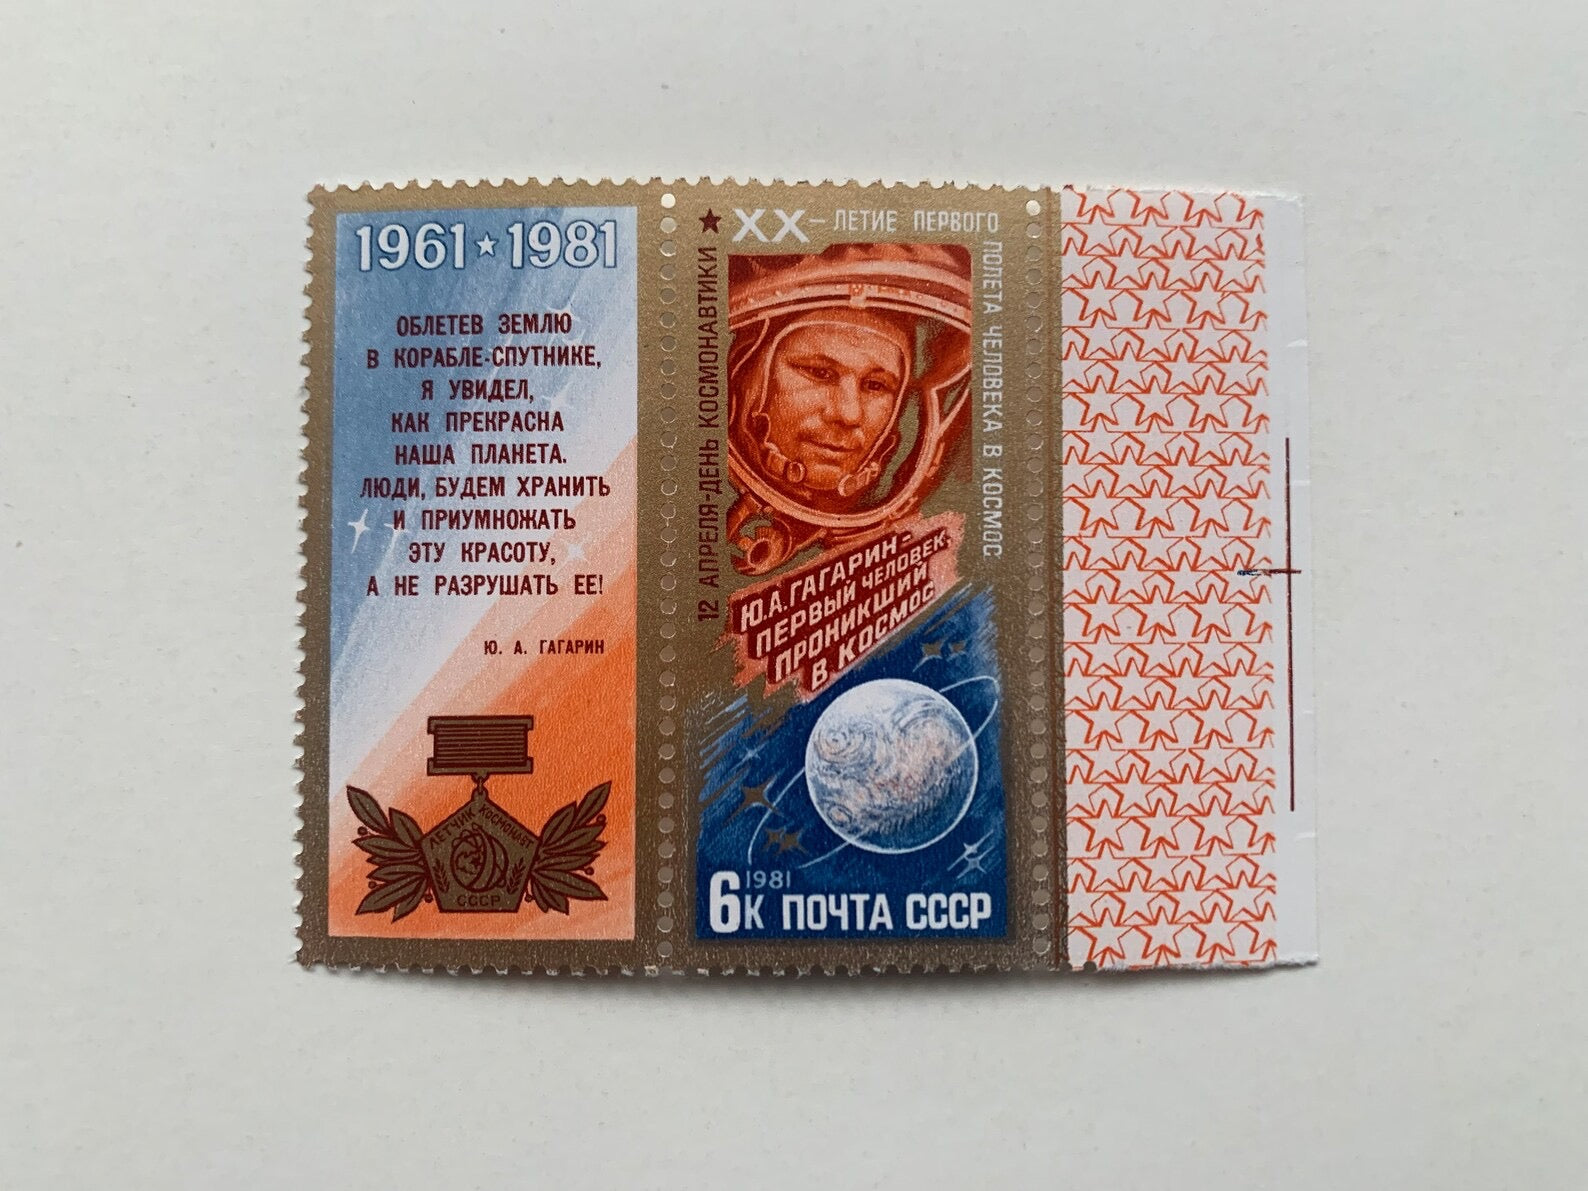 1961 ★ 1981
ОБЛЕТЕВ ЗЕМЛЮ
В КОРАБЛЕ-СПУТНИКЕ,
Я УВИДЕЛ,
КАК ПРЕКРАСНА
НАША ПЛАНЕТА.
ЛЮДИ, БУДЕМ ХРАНИТЬ
И ПРИУМНОЖАТЬ
ЭТУ КРАСОТУ,
А НЕ РАЗРУШАТЬ ЕЕ!
Ю. А. ГАГАРИН
ЛЕТЧИК КОСМОНАВТ
СССР
12 АПРЕЛЯ-ДЕНЬ КОСМОНАВТИКИ ★
XX – ЛЕТИЕ ПЕРВОГО
ПОЛЕТА ЧЕЛОВЕКА В КОСМОС
Ю.А.ГАГАРИН-
ПЕРВЫЙ ЧЕЛОВЕК,
ПРОНИКШИЙ
В КОСМОС
1981
6К ПОЧТА СССР